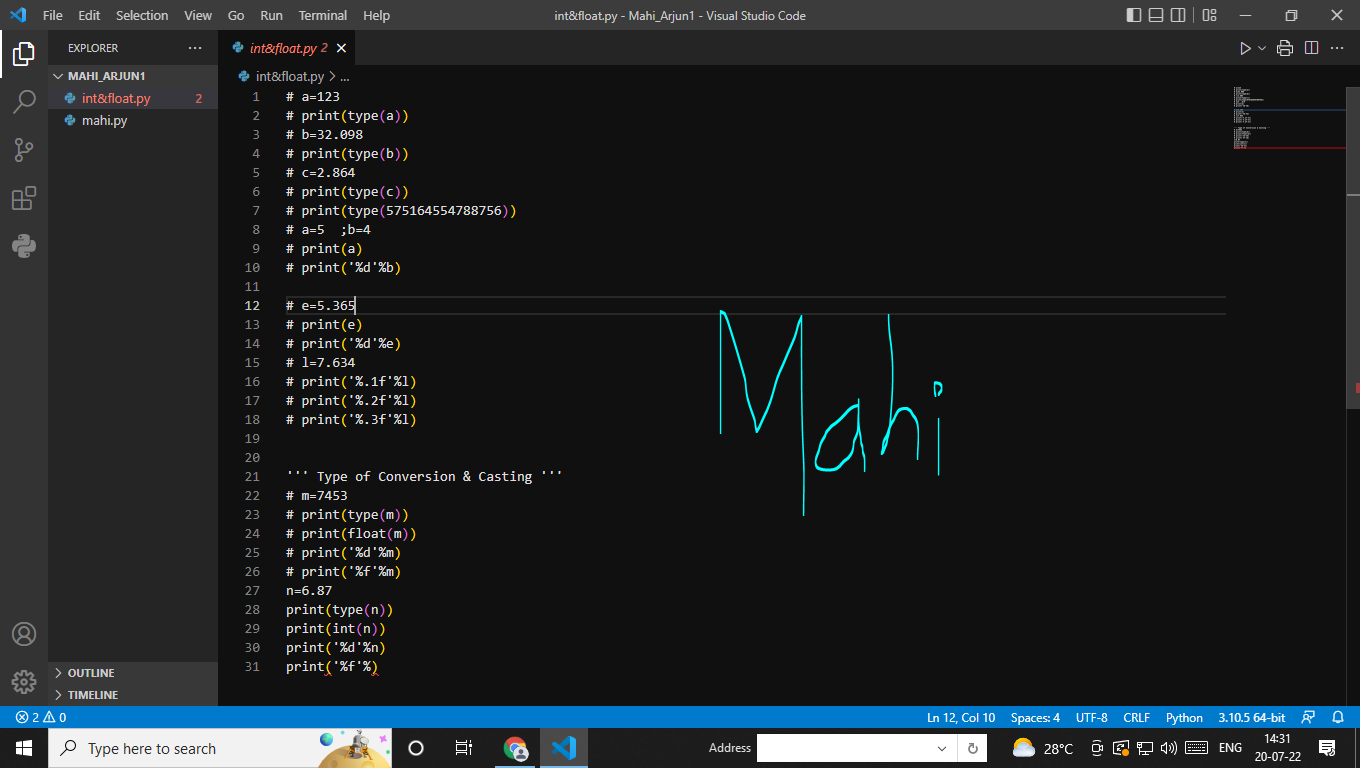 File Edit Selection View Go Run Terminal Help
int&float.py - Mahi_Arjun1 - Visual Studio Code
EXPLORER
int&float.py 2
MAHI_ARJUN1
int&float.py 2
mahi.py
int&float.py > ...
1 # a=123
2 # print(type(a))
3 # b=32.098
4 # print(type(b))
5 # c=2.864
6 # print(type(c))
7 # print(type(575164554788756))
8 # a=5  ;b=4
9 # print(a)
10 # print('%d'%b)
11
12 # e=5.365
13 # print(e)
14 # print('%d'%e)
15 # l=7.634
16 # print('%.1f'%l)
17 # print('%.2f'%l)
18 # print('%.3f'%l)
19
20
21 ''' Type of Conversion & Casting '''
22 # m=7453
23 # print(type(m))
24 # print(float(m))
25 # print('%d'%m)
26 # print('%f'%m)
27 n=6.87
28 print(type(n))
29 print(int(n))
30 print('%d'%n)
31 print('%f'%)
Mahi
OUTLINE
TIMELINE
2 0
Ln 12, Col 10 Spaces: 4 UTF-8 CRLF Python 3.10.5 64-bit
Type here to search
Address
28°C
ENG
14:31
20-07-22